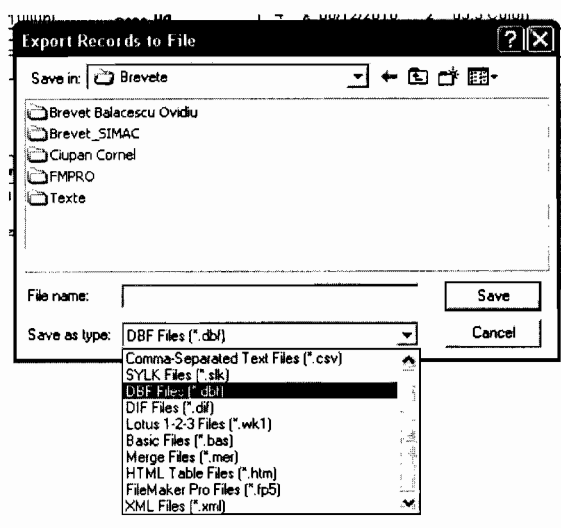 Export Records to File
Save in: Brevete
Brevet Balacescu Ovidiu
Brevet_SIMAC
Ciupan Cornel
FMPRO
Texte
File name:
Save
Save as type: DBF Files (*.dbf)
Cancel
Comma-Separated Text Files (*.csv)
SYLK Files (*.slk)
DBF Files (*.dbf)
DIF Files (*.dif)
Lotus 1-2-3 Files (*.wk1)
Basic Files (*.bas)
Merge Files (*.mer)
HTML Table Files (*.htm)
FileMaker Pro Files (*.fp5)
XML Files (*.xml)